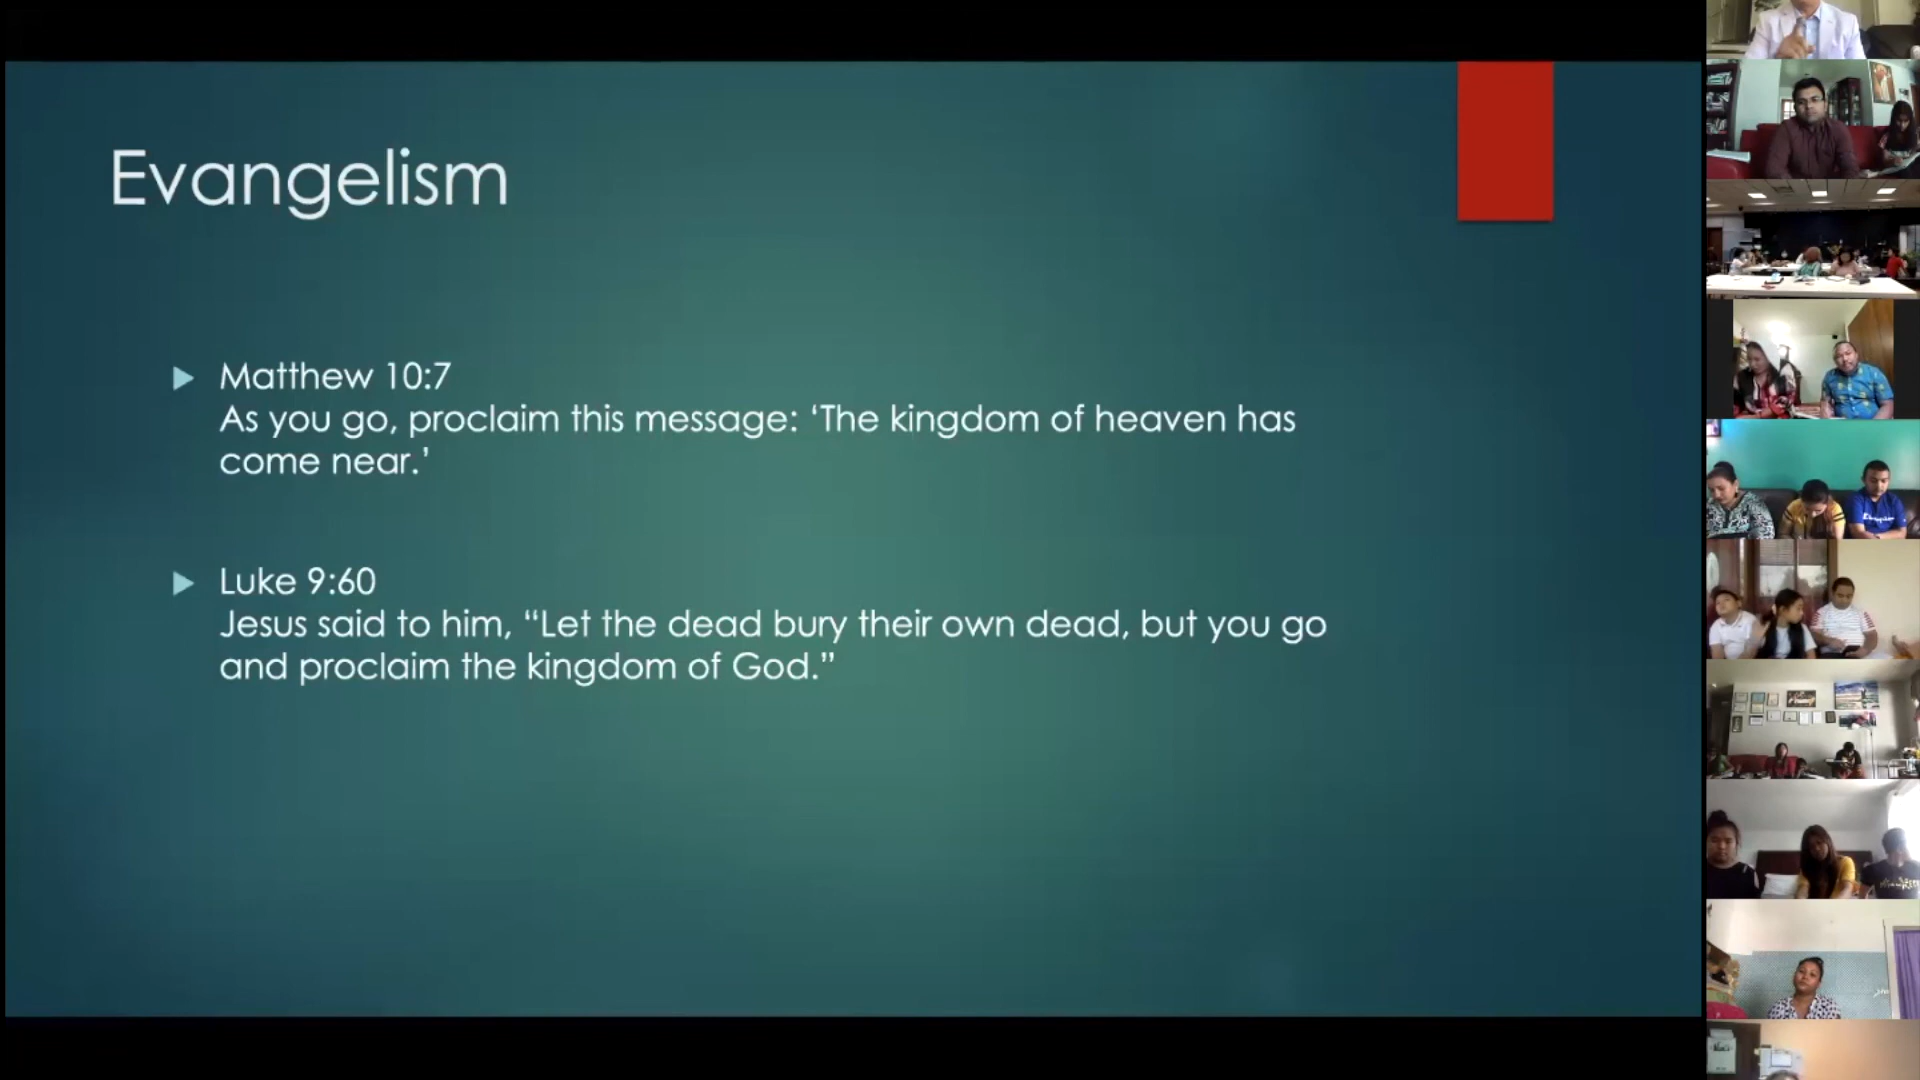 Evangelism
Matthew 10:7
As you go, proclaim this message: ‘The kingdom of heaven has
come near.’
Luke 9:60
Jesus said to him, “Let the dead bury their own dead, but you go
and proclaim the kingdom of God.”